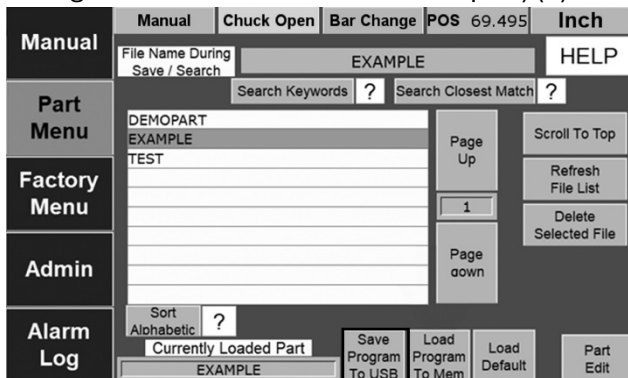 Manual
Chuck Open
Bar Change
POS 69.495
Inch
Manual
File Name During
Save / Search
EXAMPLE
HELP
Search Keywords
?
Search Closest Match
?
Part
Menu
DEMOPART
EXAMPLE
TEST
Page
Up
1
Page
down
Scroll To Top
Refresh
File List
Delete
Selected File
Factory
Menu
Admin
Sort
Alphabetic
?
Alarm
Log
Currently Loaded Part
EXAMPLE
Save
Program
To USB
Load
Program
To Mem
Load
Default
Part
Edit